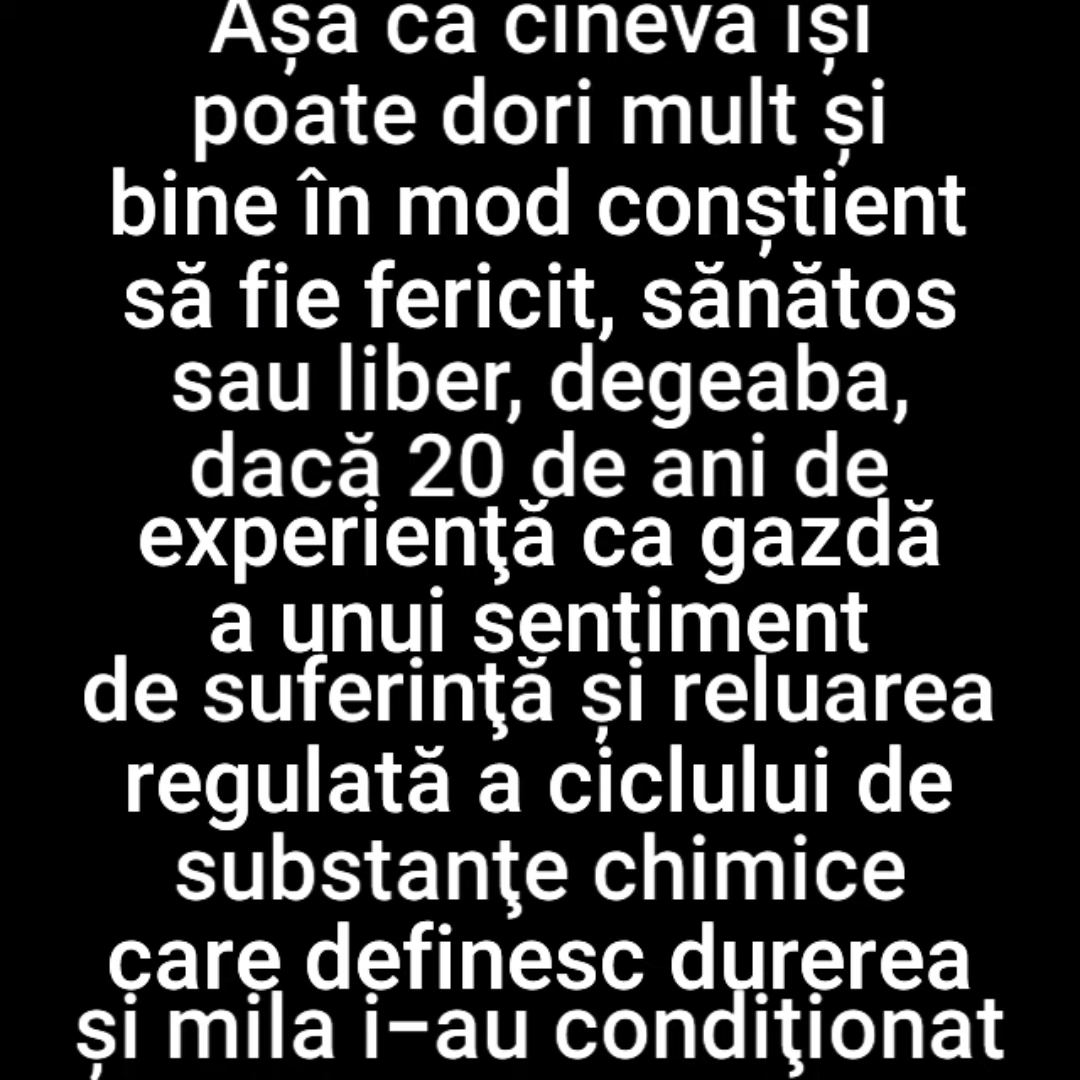 Așa că cineva își
poate dori mult și
bine în mod conștient
să fie fericit, sănătos
sau liber, degeaba,
dacă 20 de ani de
experienţă ca gazdă
a unui sentiment
de suferinţă și reluarea
regulată a ciclului de
substanţe chimice
care definesc durerea
și mila i-au condiţionat